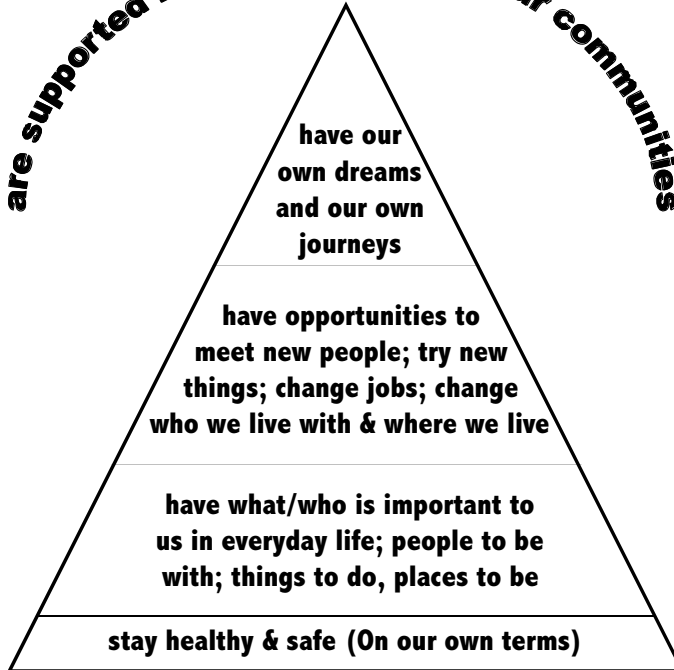 are supported
our communities
have our
own dreams
and our own
journeys
have opportunities to
meet new people; try new
things; change jobs; change
who we live with & where we live
have what/who is important to
us in everyday life; people to be
with; things to do, places to be
stay healthy & safe (On our own terms)